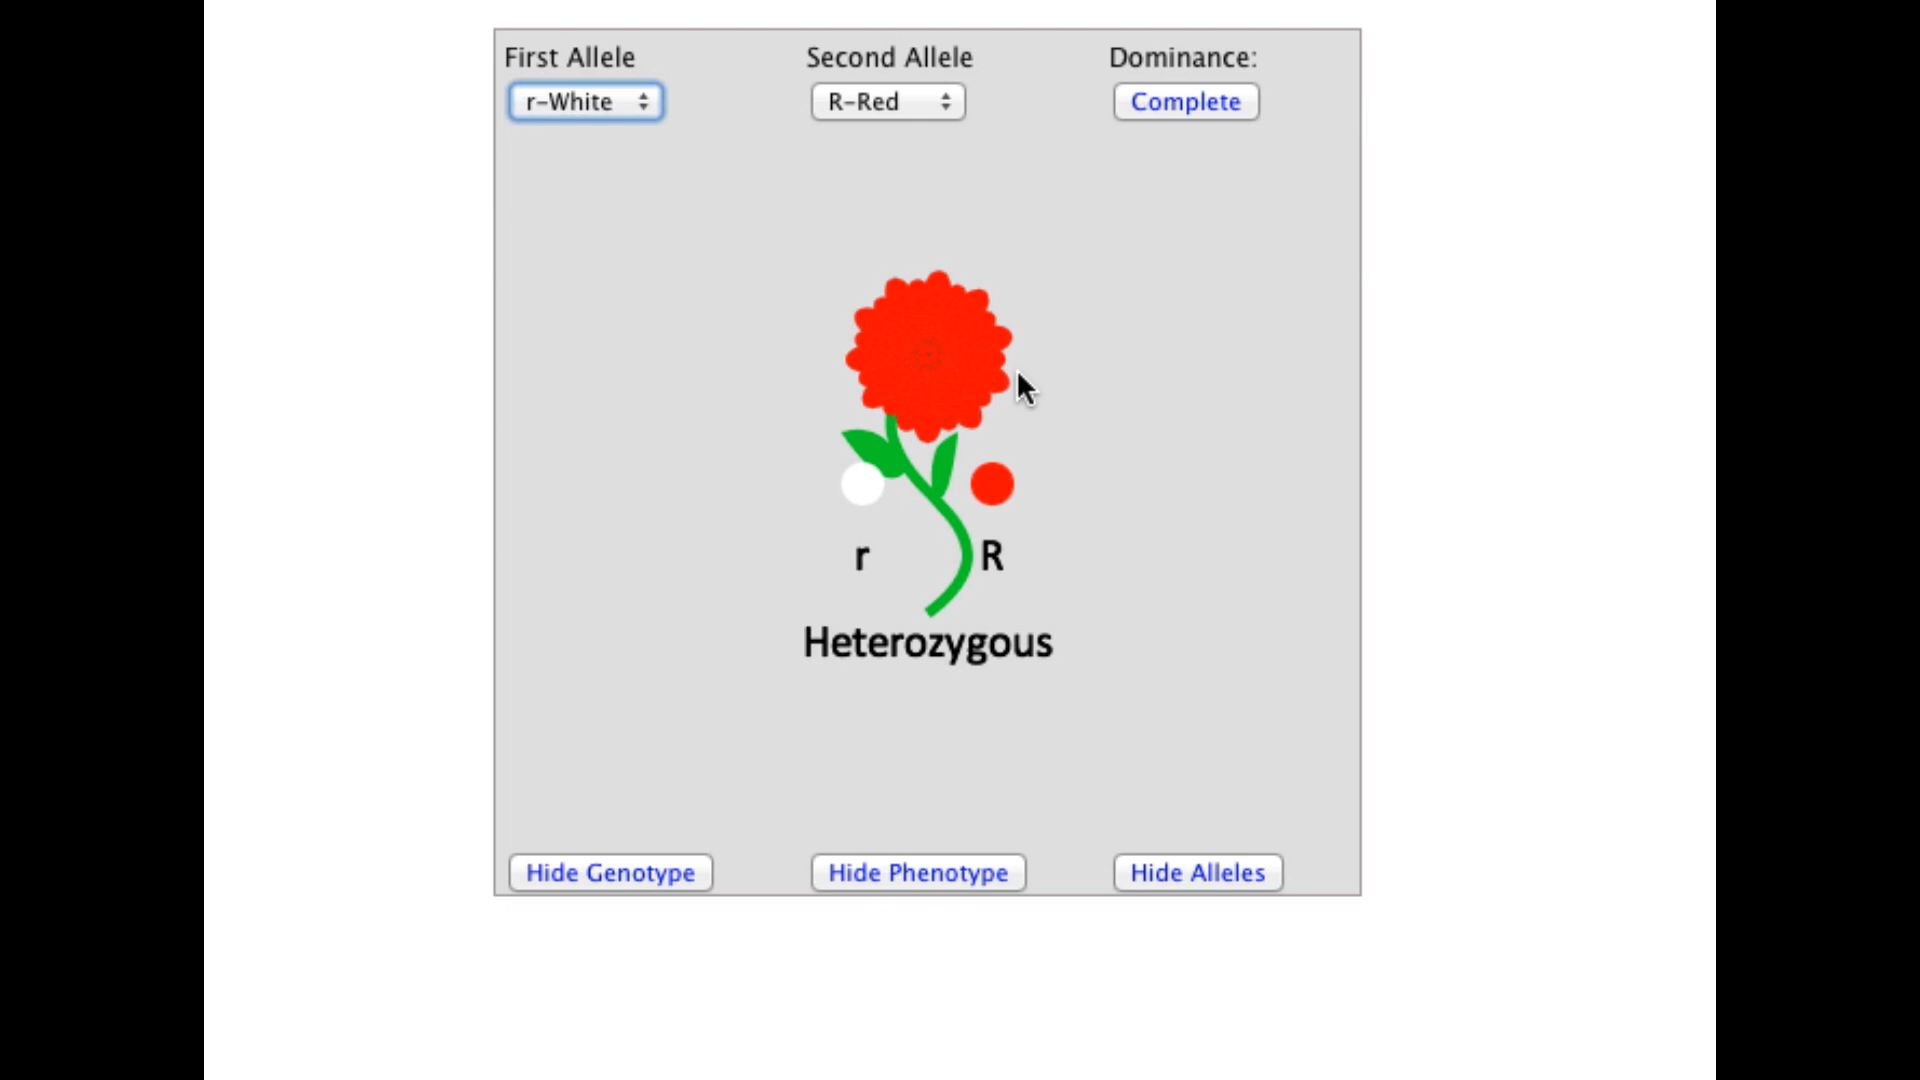 First Allele Second Allele Dominance:
r-White R-Red Complete
r R
Heterozygous
Hide Genotype Hide Phenotype Hide Alleles